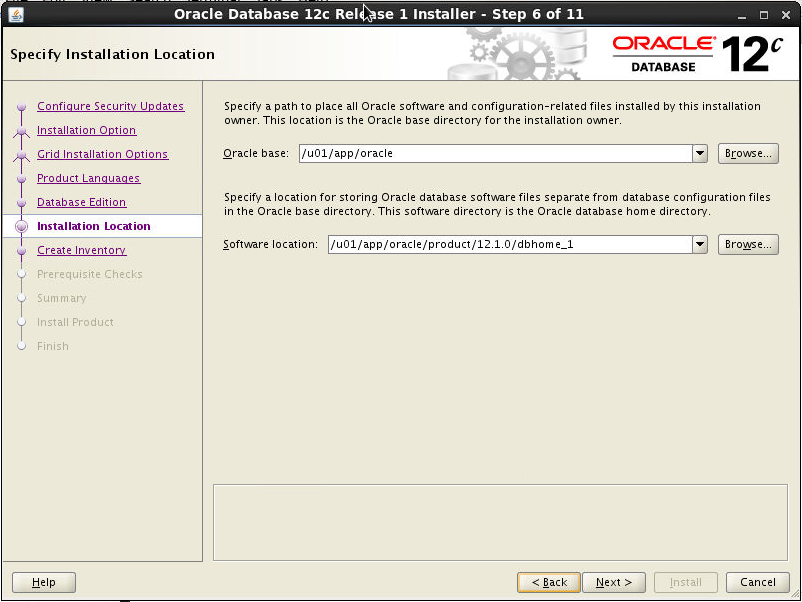 Oracle Database 12c Release 1 Installer - Step 6 of 11
Specify Installation Location
ORACLE
DATABASE
12c
Configure Security Updates
Installation Option
Grid Installation Options
Product Languages
Database Edition
Installation Location
Create Inventory
Prerequisite Checks
Summary
Install Product
Finish
Specify a path to place all Oracle software and configuration-related files installed by this installation
owner. This location is the Oracle base directory for the installation owner.
Oracle base: /u01/app/oracle Browse...
Specify a location for storing Oracle database software files separate from database configuration files
in the Oracle base directory. This software directory is the Oracle database home directory.
Software location: /u01/app/oracle/product/12.1.0/dbhome_1 Browse...
Help < Back Next > Install Cancel